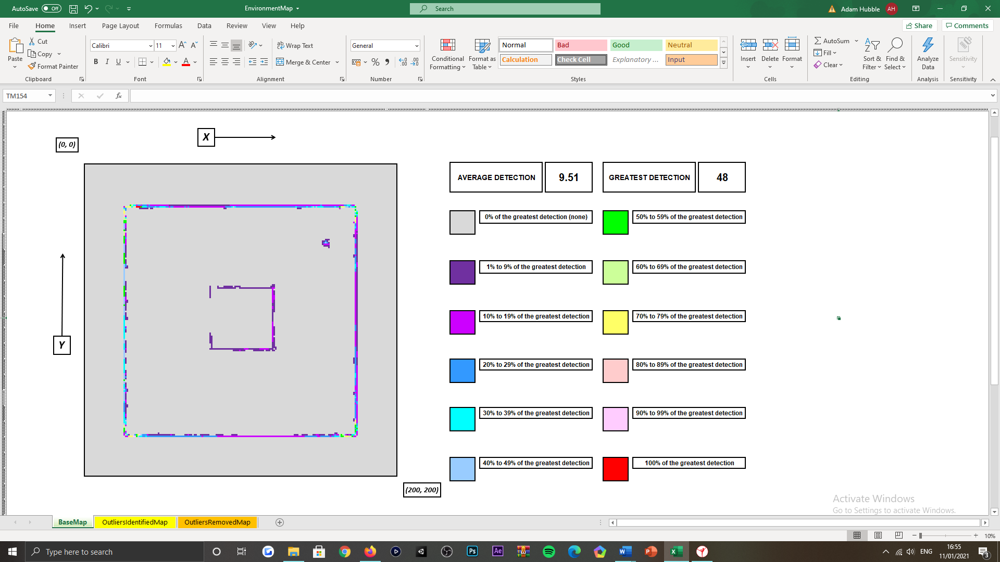 AutoSave Off
EnvironmentMap
Search
Adam Hubble AH
File Home Insert Page Layout Formulas Data Review View Help
Share Comments
Paste
Cut
Copy
Format Painter
Clipboard
Calibri 11 A A
B I U A
Font
ab Wrap Text
Merge & Center
Alignment
General
% 9
Number
Conditional Formatting
Format as Table
Normal Bad Good Neutral
Calculation Check Cell Explanatory ... Input
Styles
Insert Delete Format
Cells
AutoSum
Fill
Clear
Sort & Filter
Find & Select
Editing
Analyze Data
Analysis
Sensitivity
Sensitivity
TM154
fx
X
(0, 0)
AVERAGE DETECTION 9.51 GREATEST DETECTION 48
0% of the greatest detection (none) 50% to 59% of the greatest detection
1% to 9% of the greatest detection 60% to 69% of the greatest detection
10% to 19% of the greatest detection 70% to 79% of the greatest detection
Y
20% to 29% of the greatest detection 80% to 89% of the greatest detection
30% to 39% of the greatest detection 90% to 99% of the greatest detection
40% to 49% of the greatest detection 100% of the greatest detection
(200, 200)
Activate Windows
Go to Settings to activate Windows.
BaseMap OutliersIdentifiedMap OutliersRemovedMap
10%
Type here to search
Ps Ae
ENG
16:55
11/01/2021
3